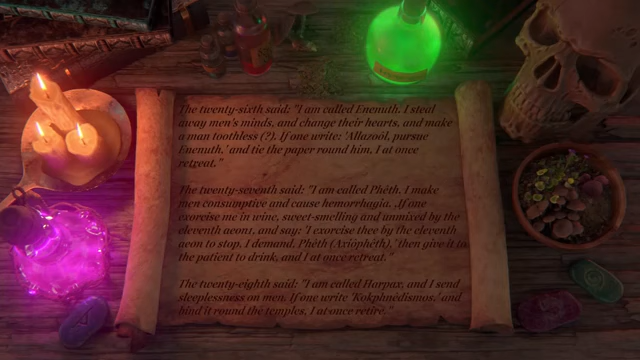 The twenty-sixth said: "I am called Enenuth. I steal
away men's minds, and change their hearts, and make
a man toothless (?). If one write: 'Allazoôl, pursue
Enenuth,' and tie the paper round him, I at once
retreat."
The twenty-seventh said: "I am called Phêth. I make
men consumptive and cause hemorrhagia. If one
exorcise me in wine, sweet-smelling and unmixed by the
eleventh aeon, and say: 'I exorcise thee by the eleventh
aeon to stop, I demand, Phêth (Axiôphêth),' then give it to
the patient to drink, and I at once retreat."
The twenty-eighth said: "I am called Harpax, and I send
sleeplessness on men. If one write 'Kokphnêdismos,' and
bind it round the temples, I at once retire."